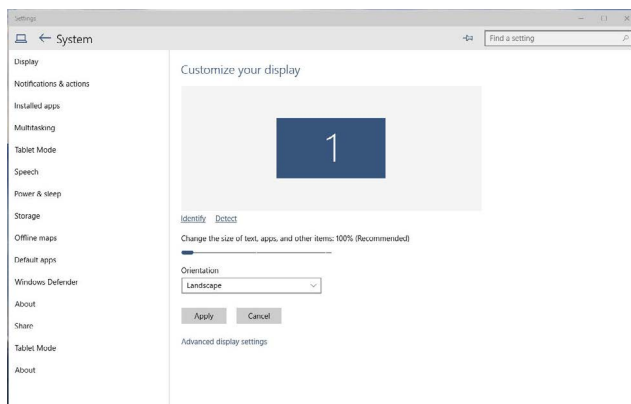 Settings
System
Find a setting
Display
Notifications & actions
Installed apps
Multitasking
Tablet Mode
Speech
Power & sleep
Storage
Offline maps
Default apps
Windows Defender
About
Share
Tablet Mode
About
Customize your display
1
Identify Detect
Change the size of text, apps, and other items: 100% (Recommended)
Orientation
Landscape
Apply Cancel
Advanced display settings